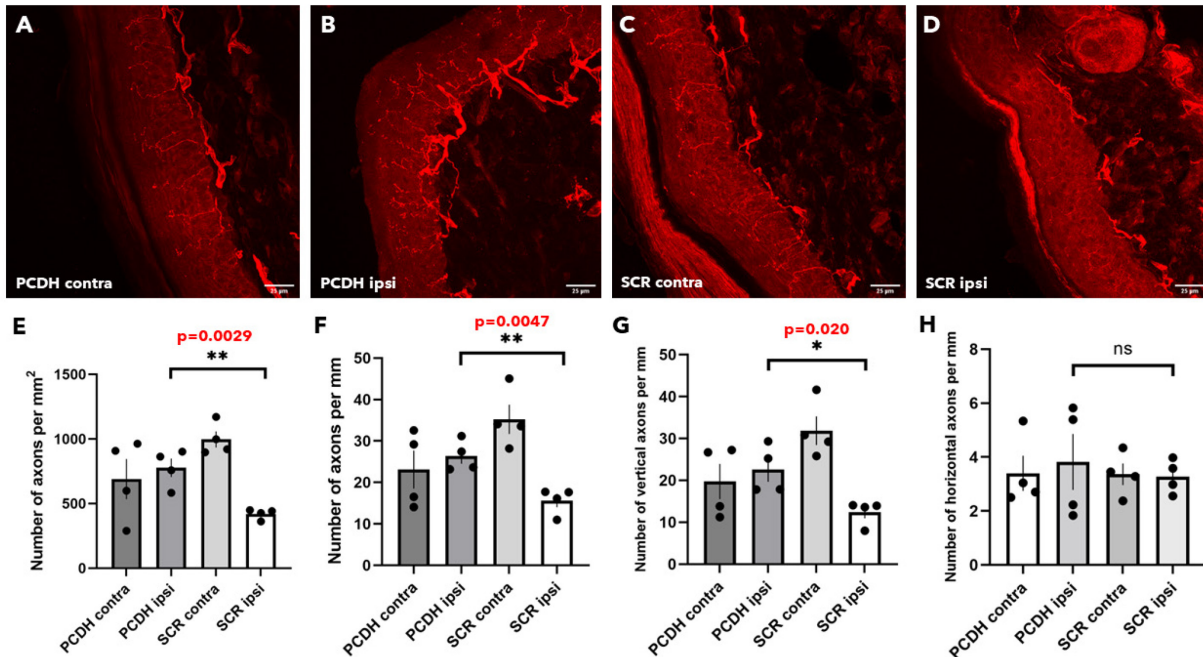 A
PCDH contra
25 µm
B
PCDH ipsi
25 µm
C
SCR contra
25 µm
D
SCR ipsi
25 µm
E
p=0.0029
**
Number of axons per mm²
1500
1000
500
0
PCDH contra
PCDH ipsi
SCR contra
SCR ipsi
F
p=0.0047
**
Number of axons per mm
50
40
30
20
10
0
PCDH contra
PCDH ipsi
SCR contra
SCR ipsi
G
p=0.020
*
Number of vertical axons per mm
50
40
30
20
10
0
PCDH contra
PCDH ipsi
SCR contra
SCR ipsi
H
ns
Number of horizontal axons per mm
8
6
4
2
0
PCDH contra
PCDH ipsi
SCR contra
SCR ipsi